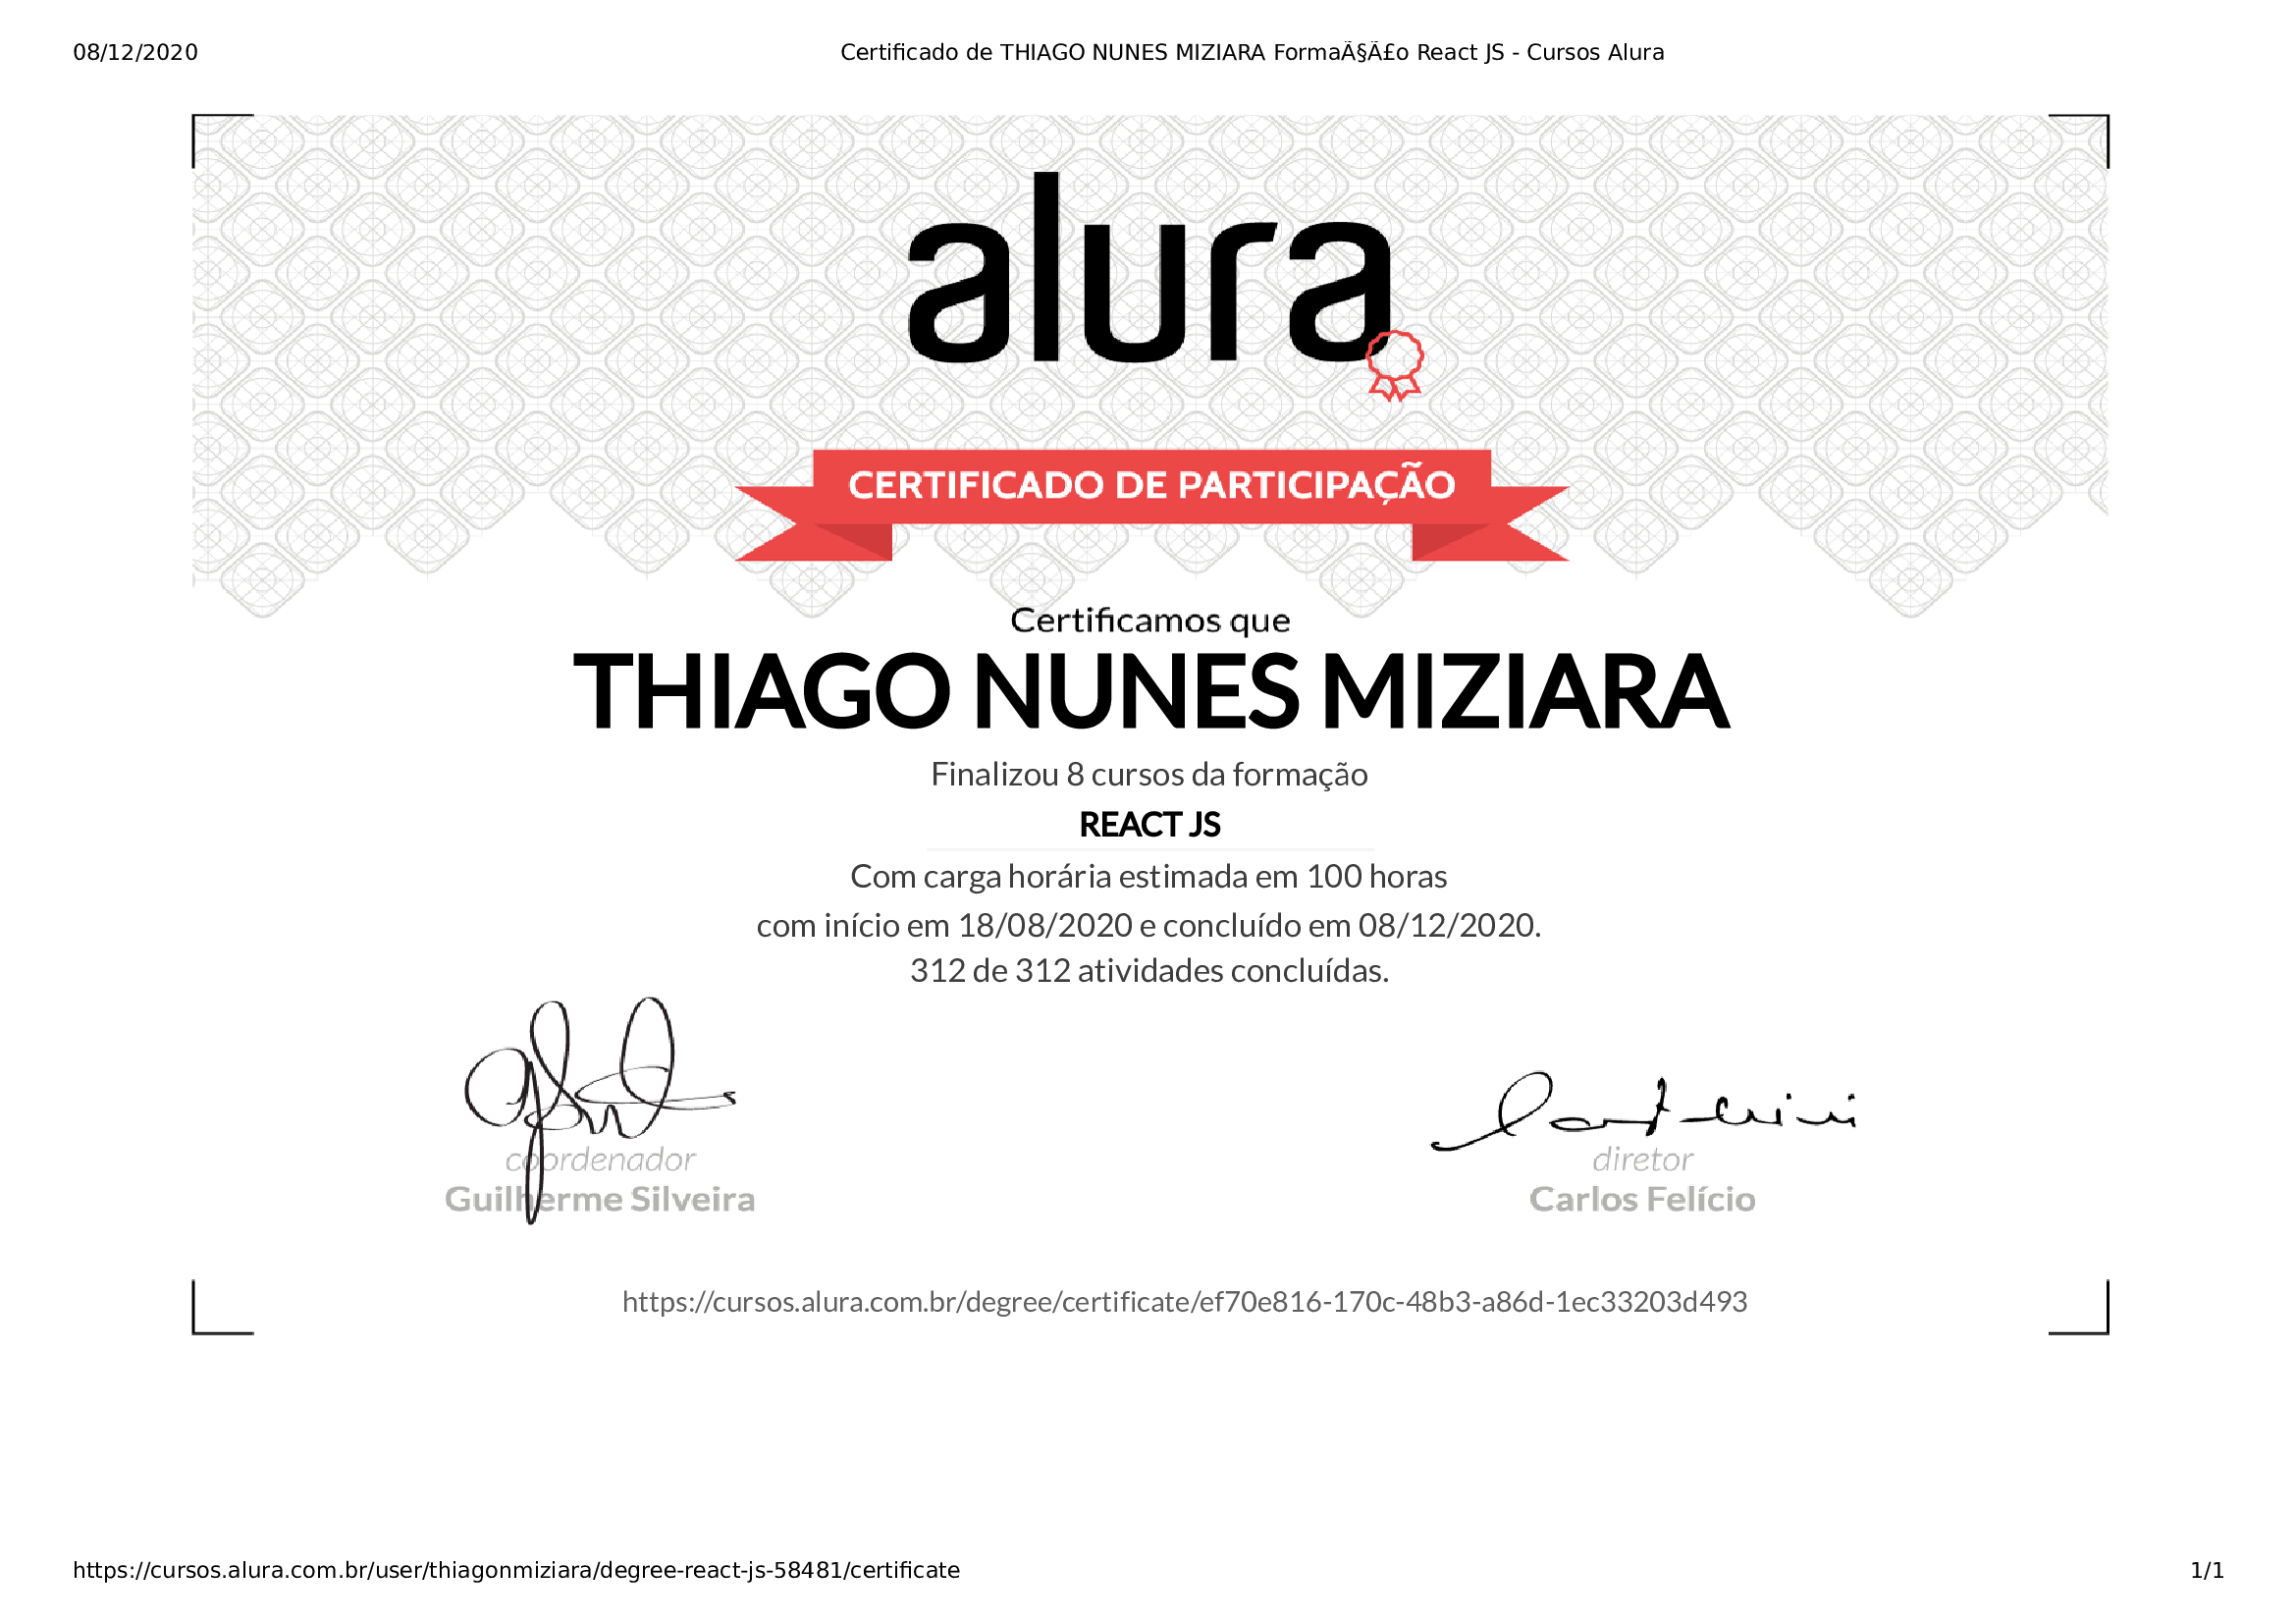 08/12/2020
Certificado de THIAGO NUNES MIZIARA FormaÃ§Ã£o React JS - Cursos Alura
alura
CERTIFICADO DE PARTICIPAÇÃO
Certificamos que
THIAGO NUNES MIZIARA
Finalizou 8 cursos da formação
REACT JS
Com carga horária estimada em 100 horas
com início em 18/08/2020 e concluído em 08/12/2020.
312 de 312 atividades concluídas.
coordenador
Guilherme Silveira
diretor
Carlos Felício
https://cursos.alura.com.br/degree/certificate/ef70e816-170c-48b3-a86d-1ec33203d493
https://cursos.alura.com.br/user/thiagonmiziara/degree-react-js-58481/certificate
1/1